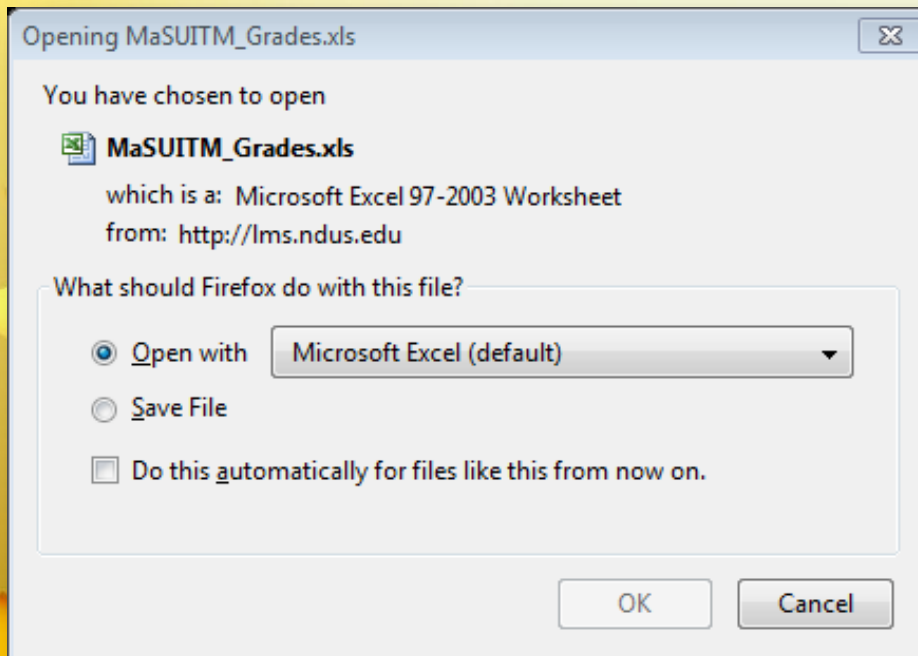 Opening MaSUITM_Grades.xls
You have chosen to open
MaSUITM_Grades.xls
which is a: Microsoft Excel 97-2003 Worksheet
from: http://lms.ndus.edu
What should Firefox do with this file?
Open with Microsoft Excel (default)
Save File
Do this automatically for files like this from now on.
OK Cancel